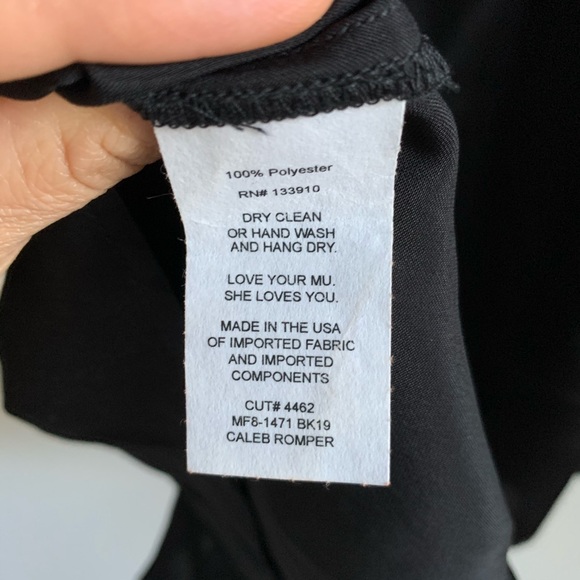 100% Polyester
RN# 133910
DRY CLEAN
OR HAND WASH
AND HANG DRY.
LOVE YOUR MU.
SHE LOVES YOU.
MADE IN THE USA
OF IMPORTED FABRIC
AND IMPORTED
COMPONENTS
CUT# 4462
MF8-1471 BK19
CALEB ROMPER